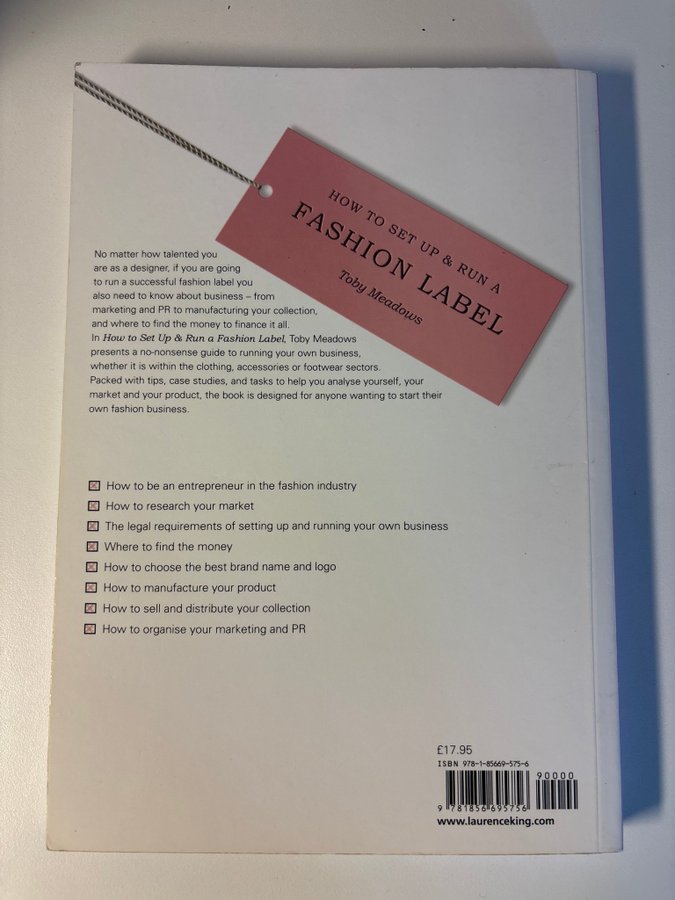 HOW TO SET UP & RUN A
FASHION LABEL
Toby Meadows
No matter how talented you
are as a designer, if you are going
to run a successful fashion label you
also need to know about business – from
marketing and PR to manufacturing your collection,
and where to find the money to finance it all.
In How to Set Up & Run a Fashion Label, Toby Meadows
presents a no-nonsense guide to running your own business,
whether it is within the clothing, accessories or footwear sectors.
Packed with tips, case studies, and tasks to help you analyse yourself, your
market and your product, the book is designed for anyone wanting to start their
own fashion business.
How to be an entrepreneur in the fashion industry
How to research your market
The legal requirements of setting up and running your own business
Where to find the money
How to choose the best brand name and logo
How to manufacture your product
How to sell and distribute your collection
How to organise your marketing and PR
£17.95
ISBN 978-1-85669-575-6
90000
9 781856 695756
www.laurenceking.com